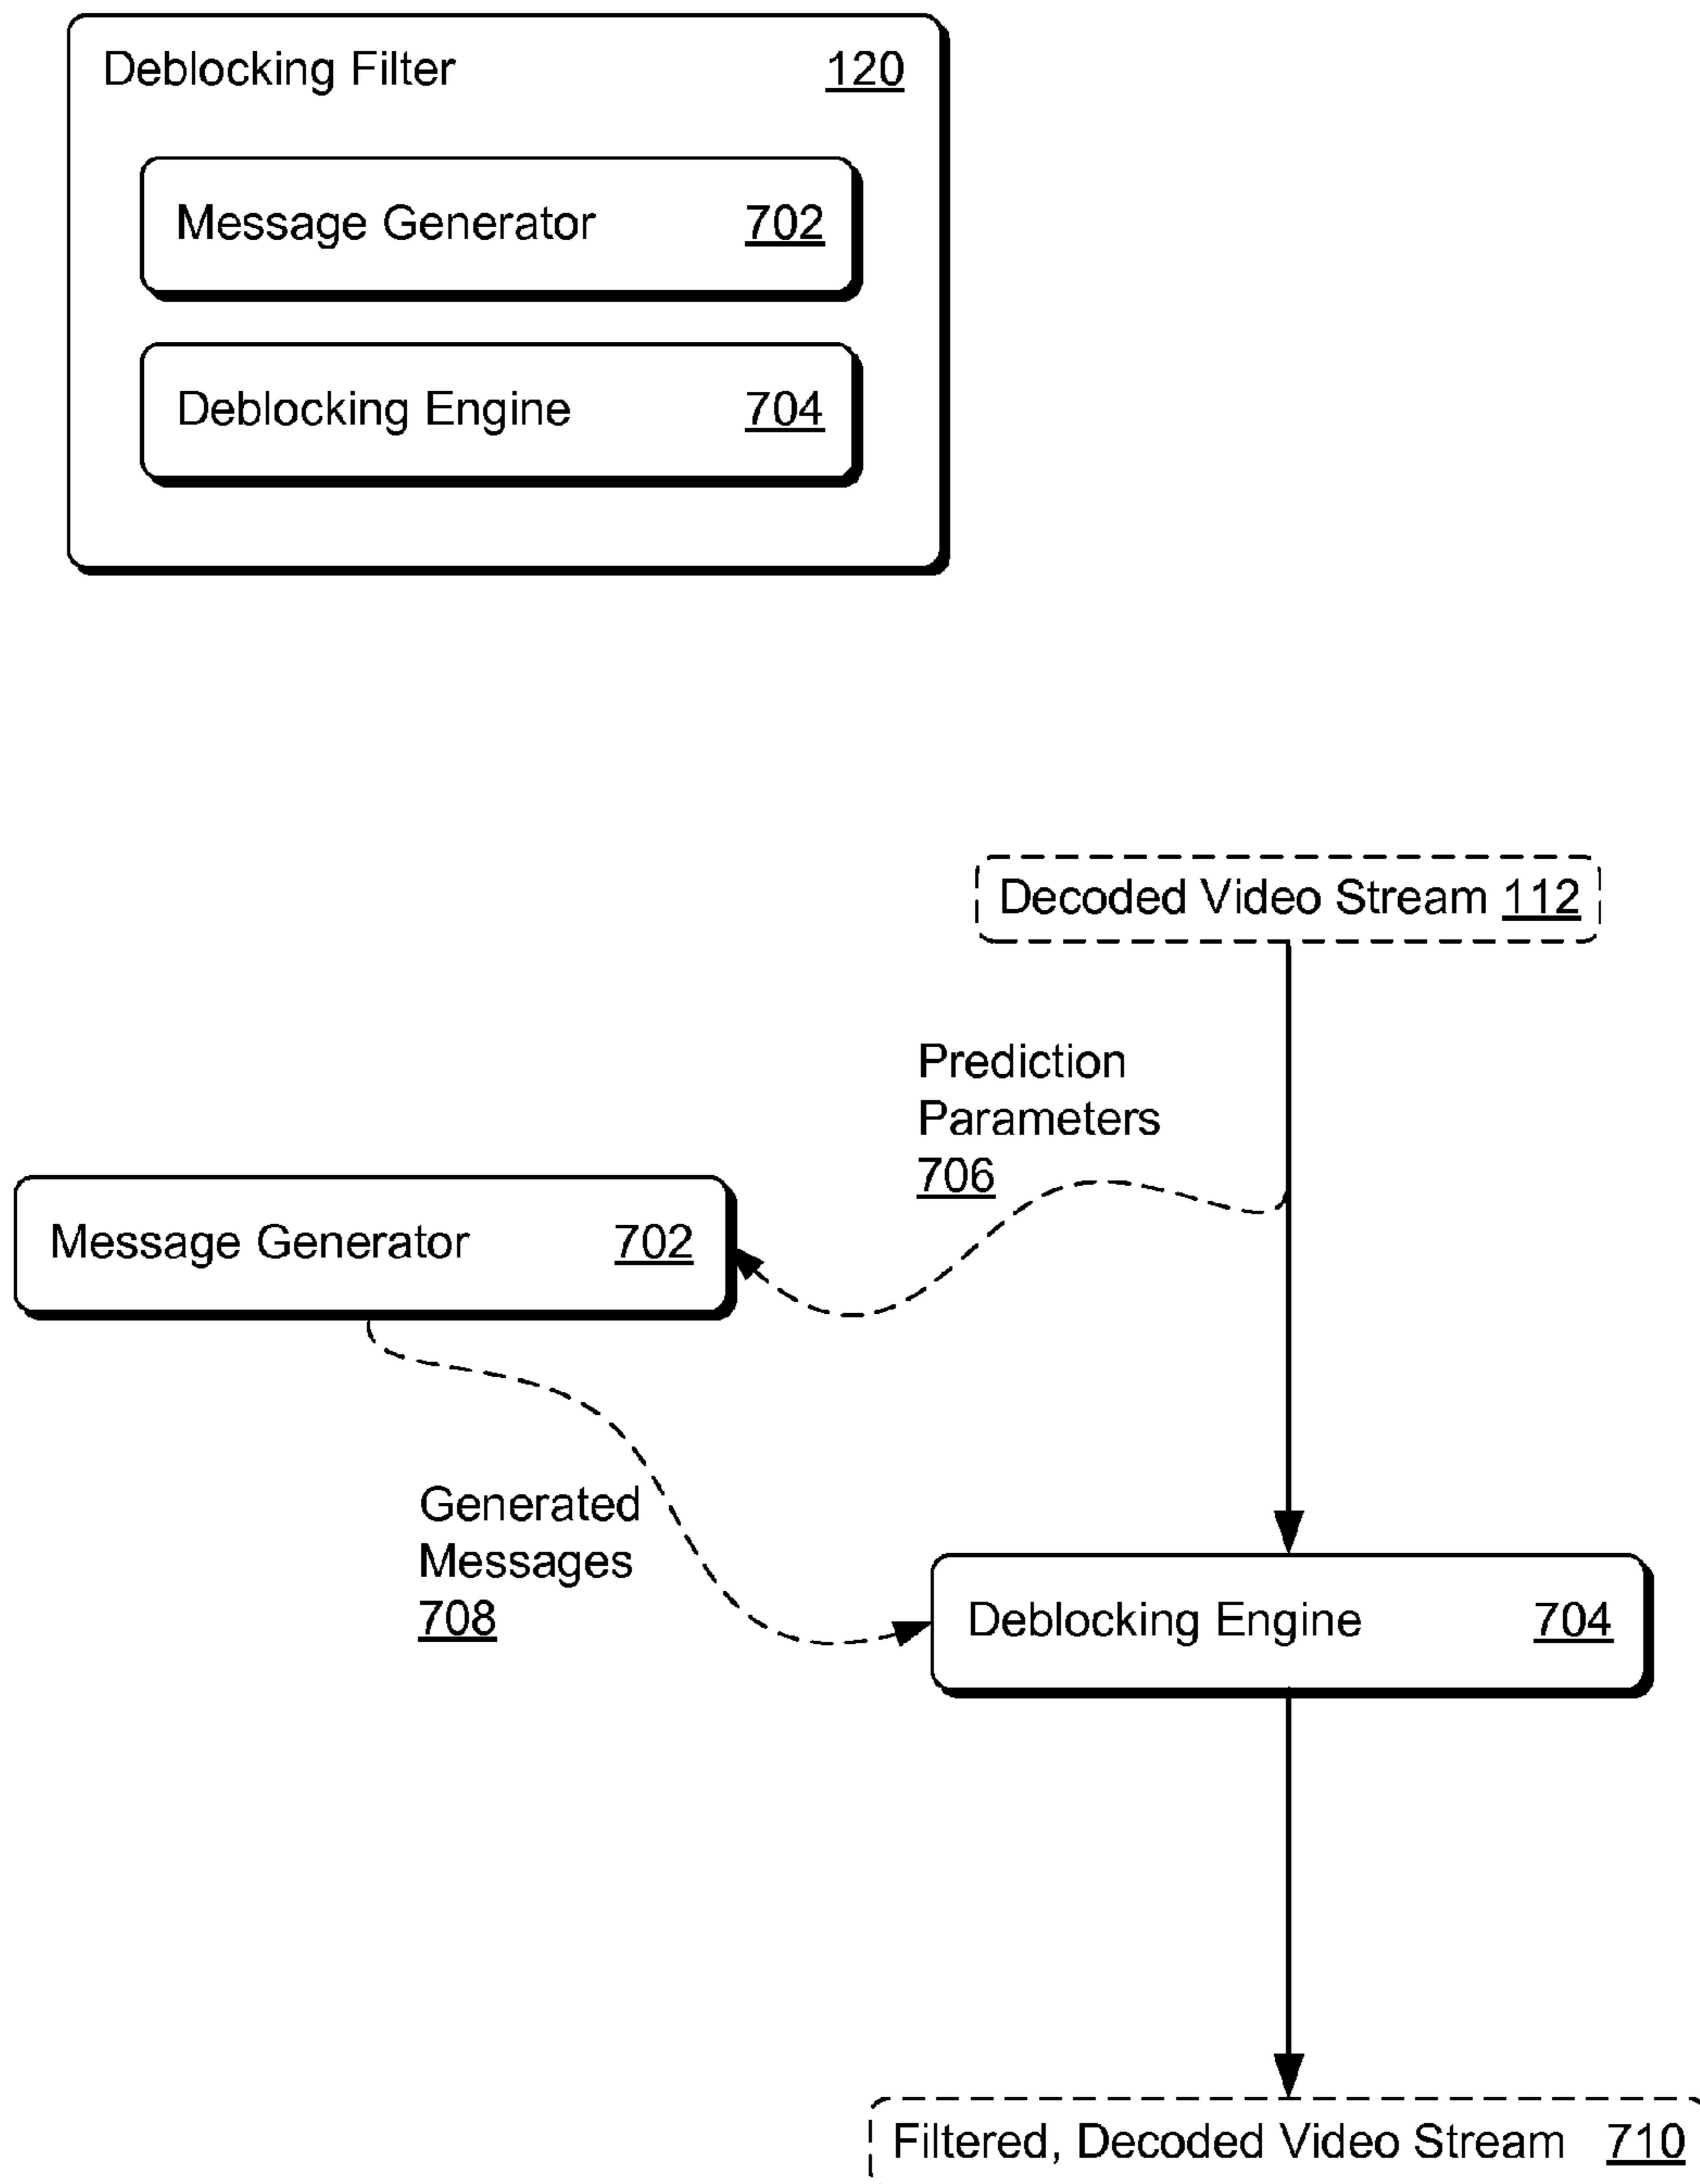 Deblocking Filter 120
Message Generator 702
Deblocking Engine 704
Decoded Video Stream 112
Prediction
Parameters
706
Message Generator 702
Generated
Messages
708
Deblocking Engine 704
Filtered, Decoded Video Stream 710